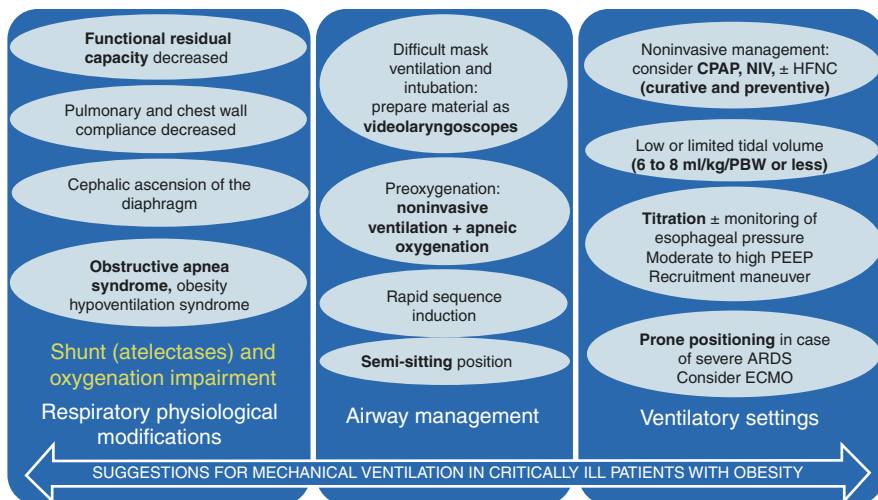 Functional residual
capacity decreased
Pulmonary and chest wall
compliance decreased
Cephalic ascension of the
diaphragm
Obstructive apnea
syndrome, obesity
hypoventilation syndrome
Shunt (atelectases) and
oxygenation impairment
Respiratory physiological
modifications
Difficult mask
ventilation and
intubation:
prepare material as
videolaryngoscopes
Preoxygenation:
noninvasive
ventilation + apneic
oxygenation
Rapid sequence
induction
Semi-sitting position
Airway management
Noninvasive management:
consider CPAP, NIV, ± HFNC
(curative and preventive)
Low or limited tidal volume
(6 to 8 ml/kg/PBW or less)
Titration ± monitoring of
esophageal pressure
Moderate to high PEEP
Recruitment maneuver
Prone positioning in case
of severe ARDS
Consider ECMO
Ventilatory settings
SUGGESTIONS FOR MECHANICAL VENTILATION IN CRITICALLY ILL PATIENTS WITH OBESITY